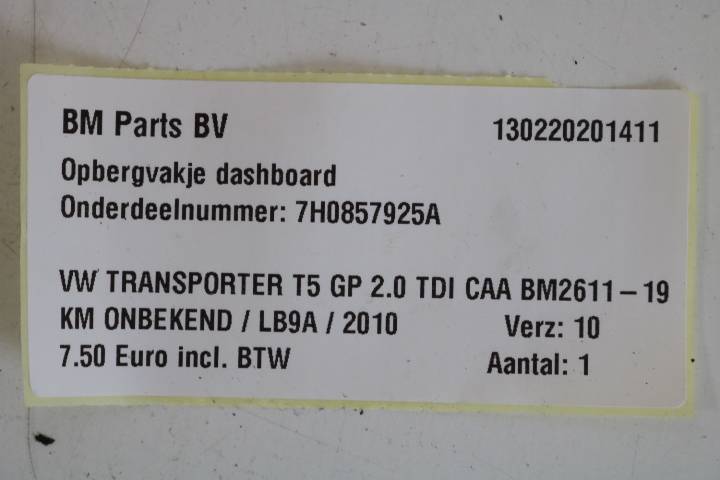 BM Parts BV 130220201411
Opbergvakje dashboard
Onderdeelnummer: 7H0857925A
VW TRANSPORTER T5 GP 2.0 TDI CAA BM2611-19
KM ONBEKEND / LB9A / 2010 Verz: 10
7.50 Euro incl. BTW Aantal: 1